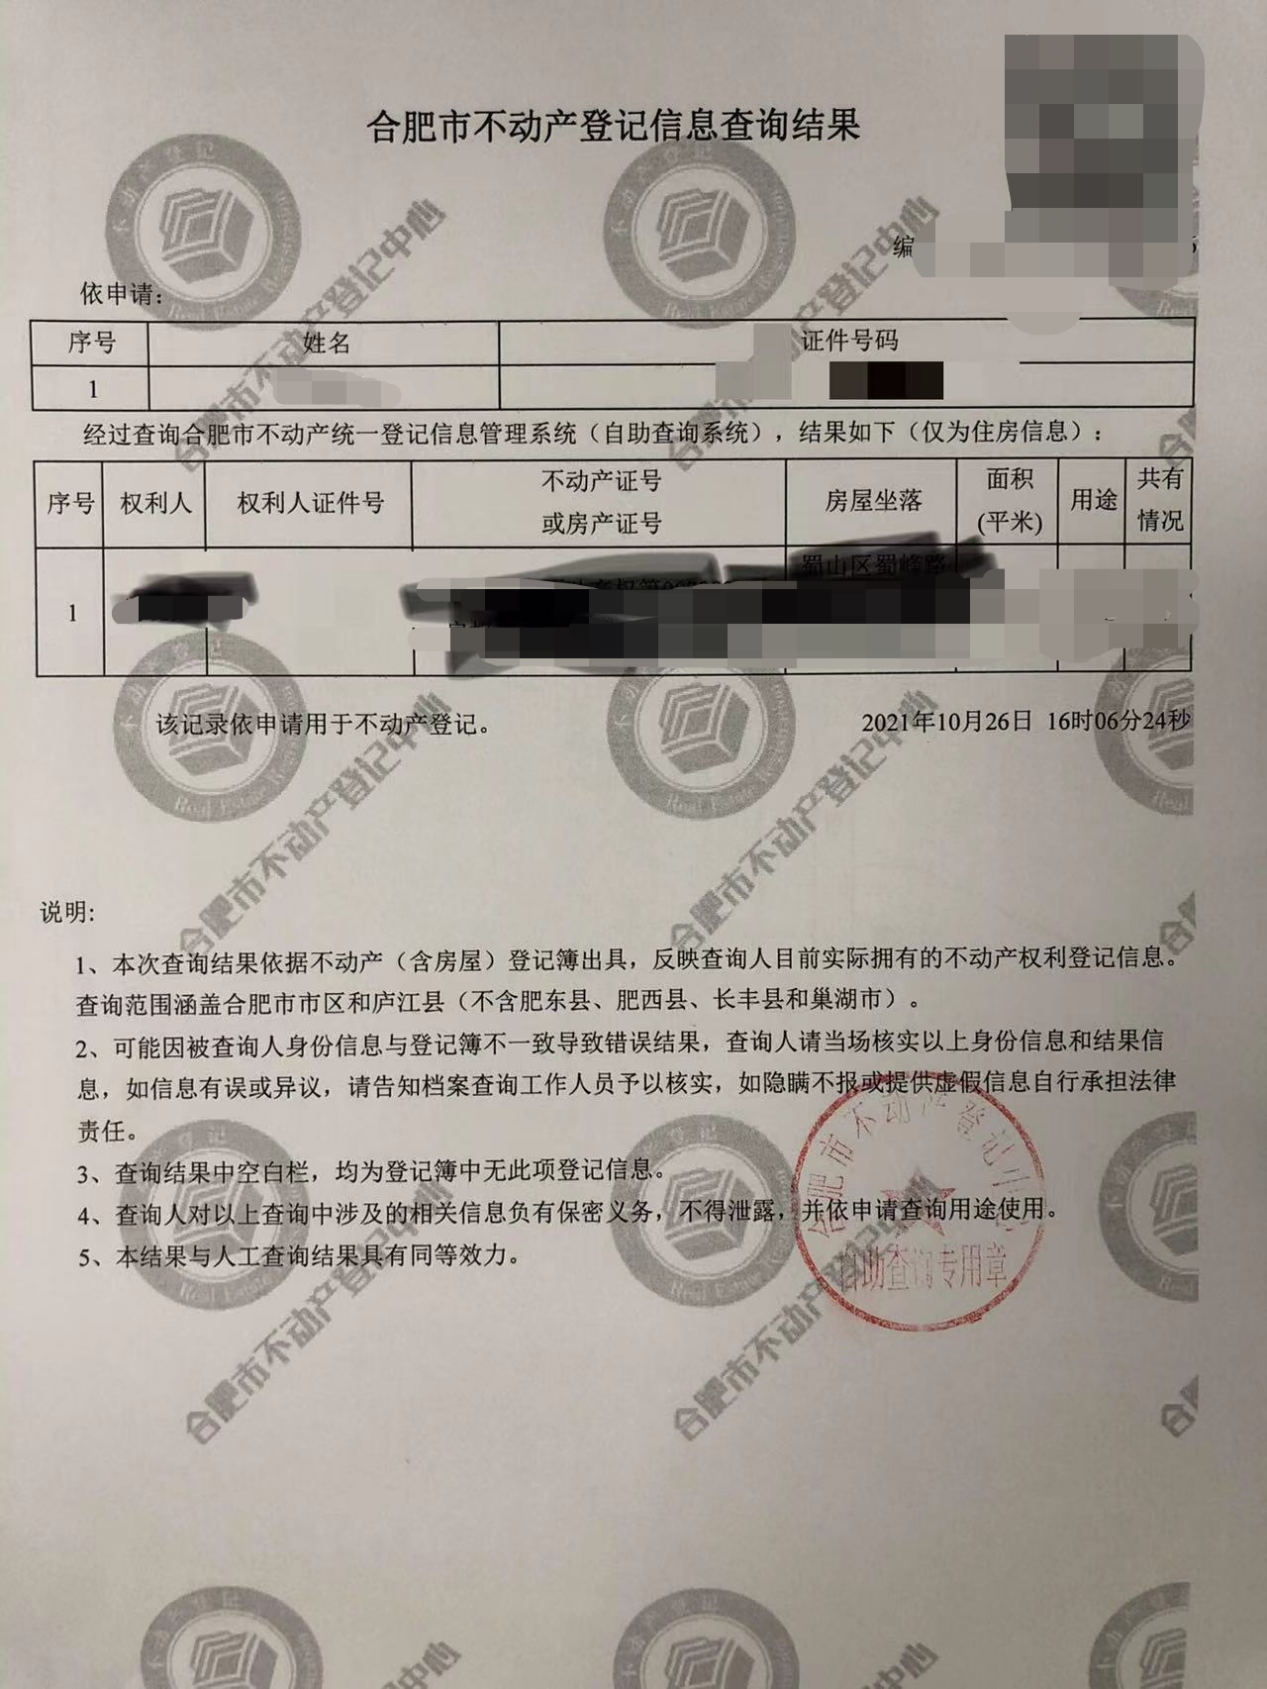 合肥市不动产登记信息查询结果
编
依申请：
序号 姓名 证件号码
1
经过查询合肥市不动产统一登记信息管理系统（自助查询系统），结果如下（仅为住房信息）：
序号 权利人 权利人证件号 不动产证号 或房产证号 房屋坐落 面积 (平米) 用途 共有 情况
蜀山区蜀峰路
1
该记录依申请用于不动产登记。 2021年10月26日 16时06分24秒
说明:
1、本次查询结果依据不动产（含房屋）登记簿出具，反映查询人目前实际拥有的不动产权利登记信息。
查询范围涵盖合肥市市区和庐江县（不含肥东县、肥西县、长丰县和巢湖市）。
2、可能因被查询人身份信息与登记簿不一致导致错误结果，查询人请当场核实以上身份信息和结果信
息，如信息有误或异议，请告知档案查询工作人员予以核实，如隐瞒不报或提供虚假信息自行承担法律
责任。
3、查询结果中空白栏，均为登记簿中无此项登记信息。
4、查询人对以上查询中涉及的相关信息负有保密义务，不得泄露，并依申请查询用途使用。
5、本结果与人工查询结果具有同等效力。
合肥市不动产登记中心
自助查询专用章